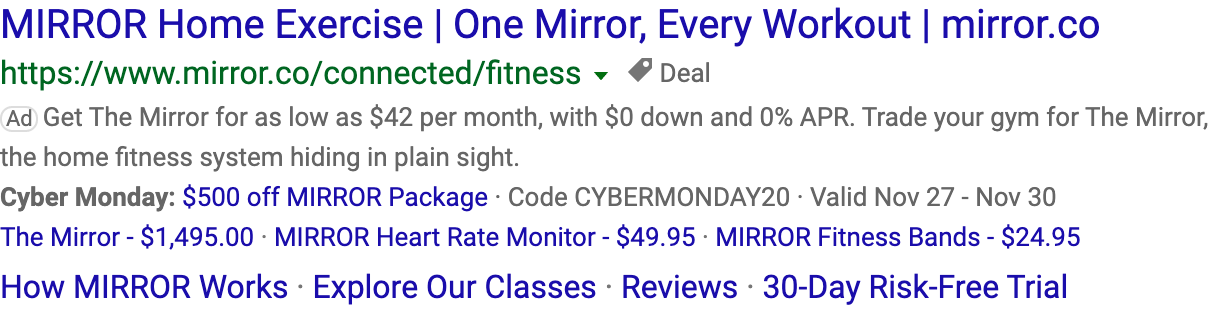 MIRROR Home Exercise | One Mirror, Every Workout | mirror.co
https://www.mirror.co/connected/fitness Deal
Ad Get The Mirror for as low as $42 per month, with $0 down and 0% APR. Trade your gym for The Mirror,
the home fitness system hiding in plain sight.
Cyber Monday: $500 off MIRROR Package · Code CYBERMONDAY20 · Valid Nov 27 - Nov 30
The Mirror - $1,495.00 · MIRROR Heart Rate Monitor - $49.95 · MIRROR Fitness Bands - $24.95
How MIRROR Works · Explore Our Classes · Reviews · 30-Day Risk-Free Trial